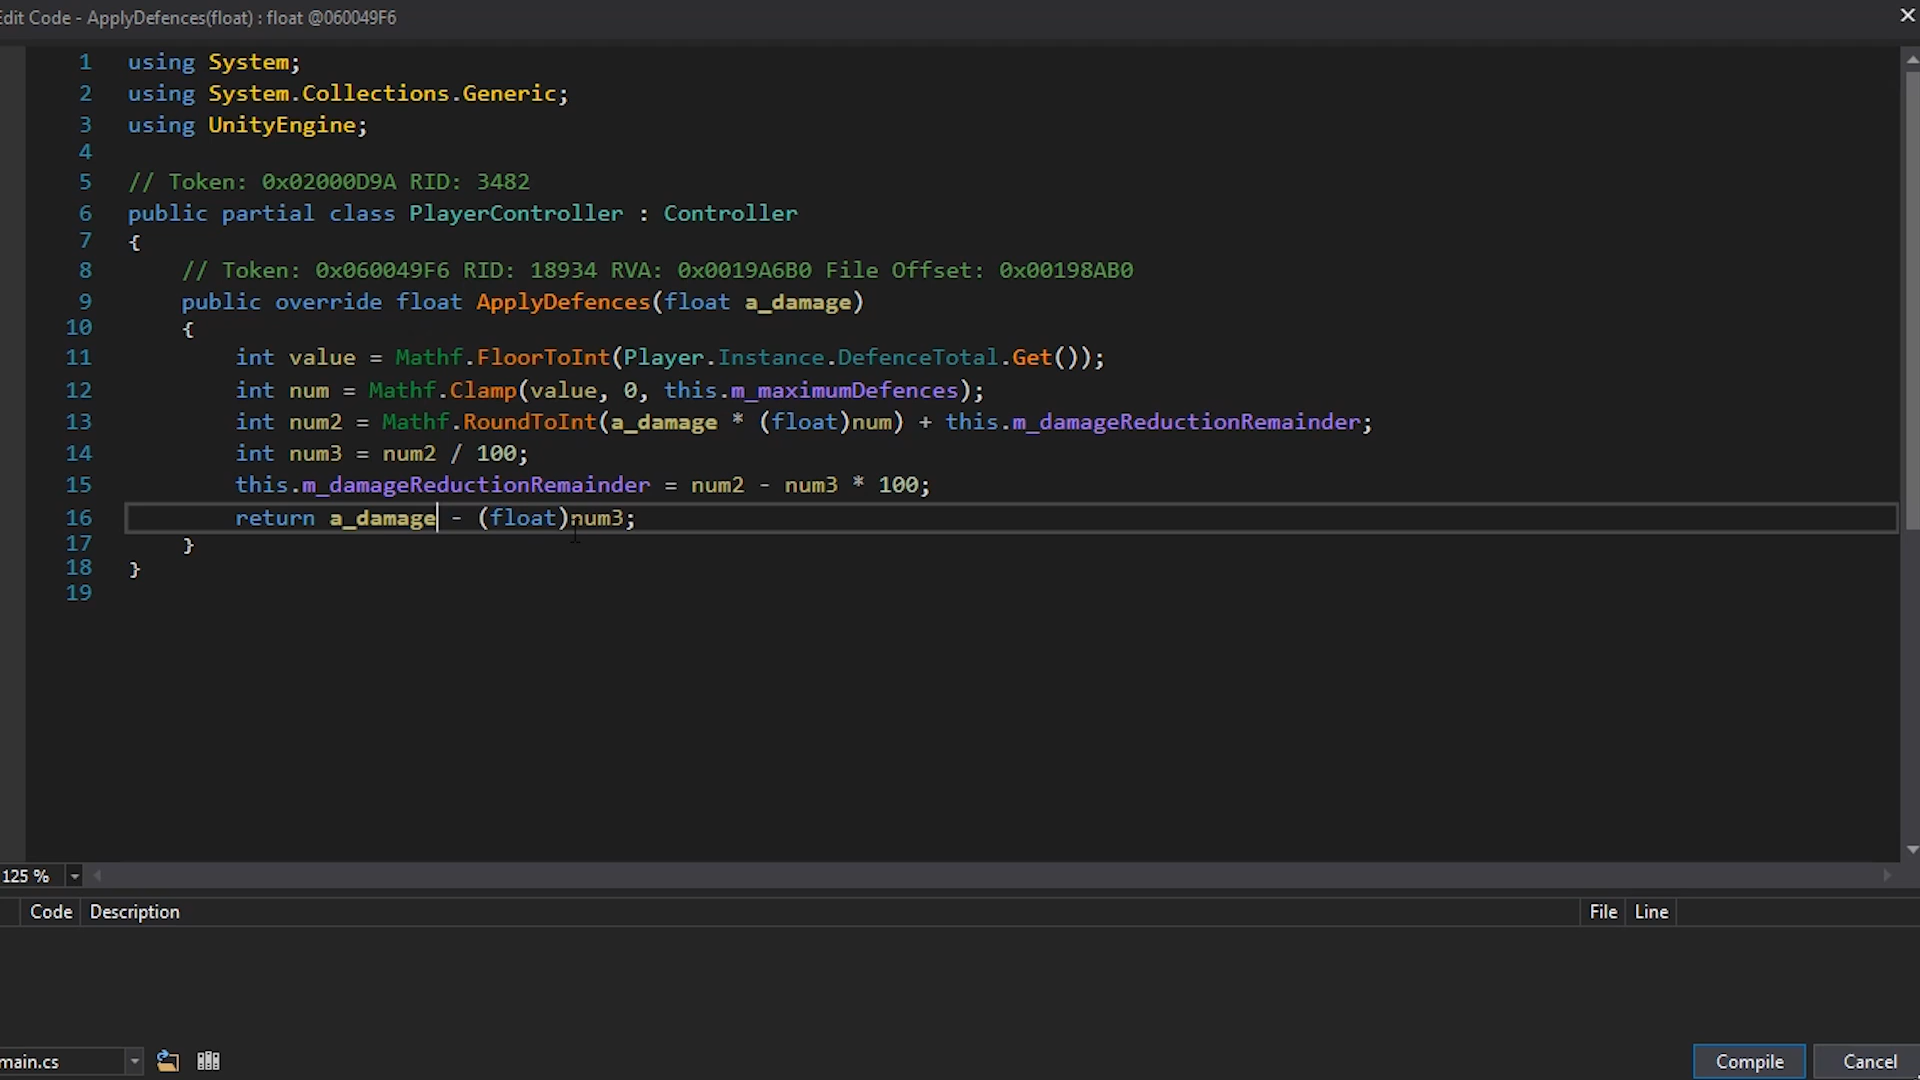 dit Code - ApplyDefences(float) : float @060049F6
1 using System;
2 using System.Collections.Generic;
3 using UnityEngine;
4
5 // Token: 0x02000D9A RID: 3482
6 public partial class PlayerController : Controller
7 {
8 // Token: 0x060049F6 RID: 18934 RVA: 0x0019A6B0 File Offset: 0x00198AB0
9 public override float ApplyDefences(float a_damage)
10 {
11 int value = Mathf.FloorToInt(Player.Instance.DefenceTotal.Get());
12 int num = Mathf.Clamp(value, 0, this.m_maximumDefences);
13 int num2 = Mathf.RoundToInt(a_damage * (float)num) + this.m_damageReductionRemainder;
14 int num3 = num2 / 100;
15 this.m_damageReductionRemainder = num2 - num3 * 100;
16 return a_damage - (float)num3;
17 }
18 }
19
125 %
Code Description File Line
main.cs
Compile Cancel